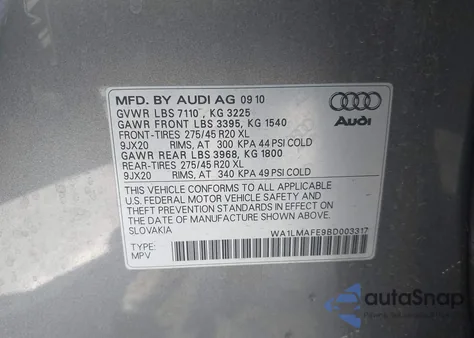 MFD. BY AUDI AG 09 10
GVWR LBS 7110 , KG 3225
GAWR FRONT LBS 3395, KG 1540
FRONT-TIRES 275/45 R20 XL
9JX20 RIMS, AT 300 KPA 44 PSI COLD
GAWR REAR LBS 3968, KG 1800
REAR-TIRES 275/45 R20 XL
9JX20 RIMS, AT 340 KPA 49 PSI COLD
Audi
THIS VEHICLE CONFORMS TO ALL APPLICABLE
U.S. FEDERAL MOTOR VEHICLE SAFETY AND
THEFT PREVENTION STANDARDS IN EFFECT ON
THE DATE OF MANUFACTURE SHOWN ABOVE.
SLOVAKIA
WA1LMAFE9BD003317
TYPE:
MPV
autoSnap